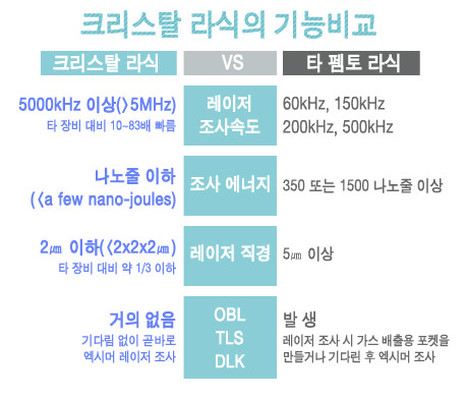 크리스탈 라식의 기능비교
크리스탈 라식 VS 타 펨토 라식
5000kHz 이상(>5MHz)
타 장비 대비 10~83배 빠름
레이저
조사속도
60kHz, 150kHz
200kHz, 500kHz
나노줄 이하
(<a few nano-joules)
조사 에너지
350 또는 1500 나노줄 이상
2㎛ 이하(<2x2x2㎛)
타 장비 대비 약 1/3 이하
레이저 직경
5㎛ 이상
거의 없음
기다림 없이 곧바로
엑시머 레이저 조사
OBL
TLS
DLK
발 생
레이저 조사 시 가스 배출용 포켓을
만들거나 기다린 후 엑시머 조사